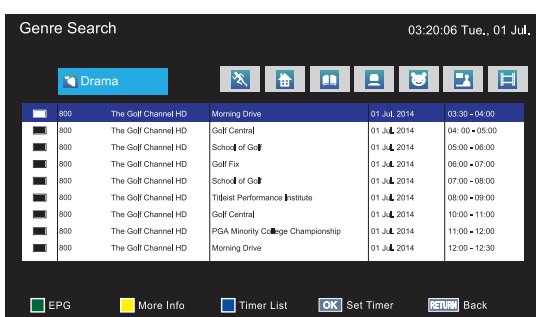 Genre Search 03:20:06 Tue., 01 Jul.
Drama
800 The Golf Channel HD Morning Drive 01 Jul. 2014 03:30 - 04:00
800 The Golf Channel HD Golf Central 01 Jul. 2014 04: 00 - 05:00
800 The Golf Channel HD School of Golf 01 Jul. 2014 05:00 - 06:00
800 The Golf Channel HD Golf Fix 01 Jul. 2014 06:00 - 07:00
800 The Golf Channel HD School of Golf 01 Jul. 2014 07:00 - 08:00
800 The Golf Channel HD Titleist Performance Institute 01 Jul. 2014 08:00 - 09:00
800 The Golf Channel HD Golf Central 01 Jul. 2014 10:00 - 11:00
800 The Golf Channel HD PGA Minority College Championship 01 Jul. 2014 11:00 - 12:00
800 The Golf Channel HD Morning Drive 01 Jul. 2014 12:00 - 12:30
EPG More Info Timer List OK Set Timer RETURN Back